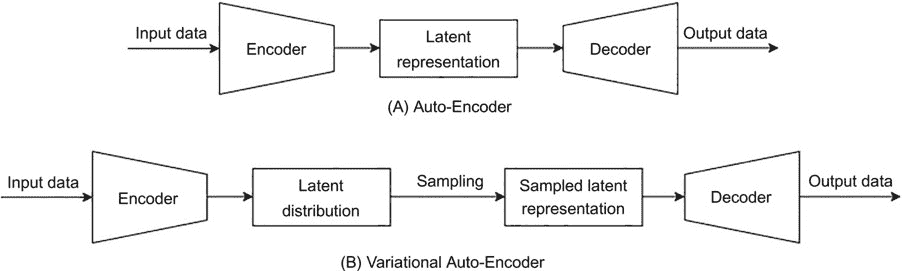 Input data
Encoder
Latent
representation
Decoder
Output data
(A) Auto-Encoder
Input data
Encoder
Latent
distribution
Sampling
Sampled latent
representation
Decoder
Output data
(B) Variational Auto-Encoder